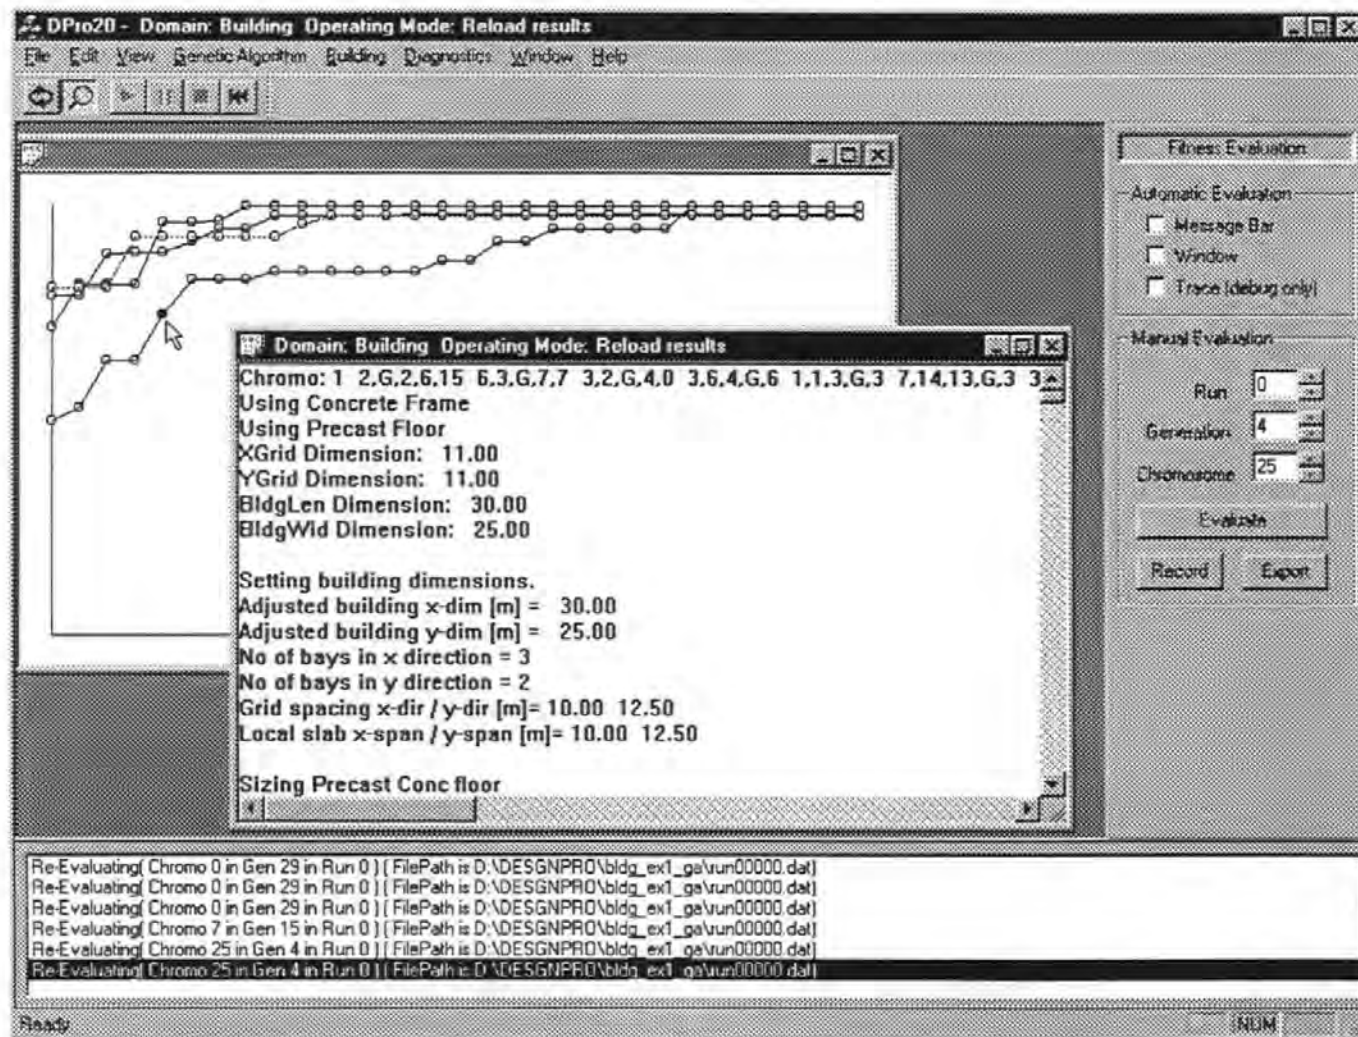 DPro20 - Domain: Building Operating Mode: Reload results
File Edit View Genetic Algorithm Building Diagnostics Window Help
Fitness Evaluation
Automatic Evaluation
Message Bar
Window
Trace (debug only)
Manual Evaluation
Run 0
Generation 4
Chromosome 25
Evaluate
Record Export
Domain: Building Operating Mode: Reload results
Chromo: 1 2,G,2,6,15 6,3,G,7,7 3,2,G,4,0 3,6,4,G,6 1,1,3,G,3 7,14,13,G,3 3
Using Concrete Frame
Using Precast Floor
XGrid Dimension: 11.00
YGrid Dimension: 11.00
BldgLen Dimension: 30.00
BldgWid Dimension: 25.00
Setting building dimensions.
Adjusted building x-dim [m] = 30.00
Adjusted building y-dim [m] = 25.00
No of bays in x direction = 3
No of bays in y direction = 2
Grid spacing x-dir / y-dir [m]= 10.00 12.50
Local slab x-span / y-span [m]= 10.00 12.50
Sizing Precast Conc floor
Re-Evaluating( Chromo 0 in Gen 29 in Run 0 ) ( FilePath is D:\DESGNPRO\bldg_ex1_ga\run00000.dat)
Re-Evaluating( Chromo 0 in Gen 29 in Run 0 ) ( FilePath is D:\DESGNPRO\bldg_ex1_ga\run00000.dat)
Re-Evaluating( Chromo 0 in Gen 29 in Run 0 ) ( FilePath is D:\DESGNPRO\bldg_ex1_ga\run00000.dat)
Re-Evaluating( Chromo 7 in Gen 15 in Run 0 ) ( FilePath is D:\DESGNPRO\bldg_ex1_ga\run00000.dat)
Re-Evaluating( Chromo 25 in Gen 4 in Run 0 ) ( FilePath is D:\DESGNPRO\bldg_ex1_ga\run00000.dat)
Re-Evaluating( Chromo 25 in Gen 4 in Run 0 ) ( FilePath is D:\DESGNPRO\bldg_ex1_ga\run00000.dat)
Ready
NUM